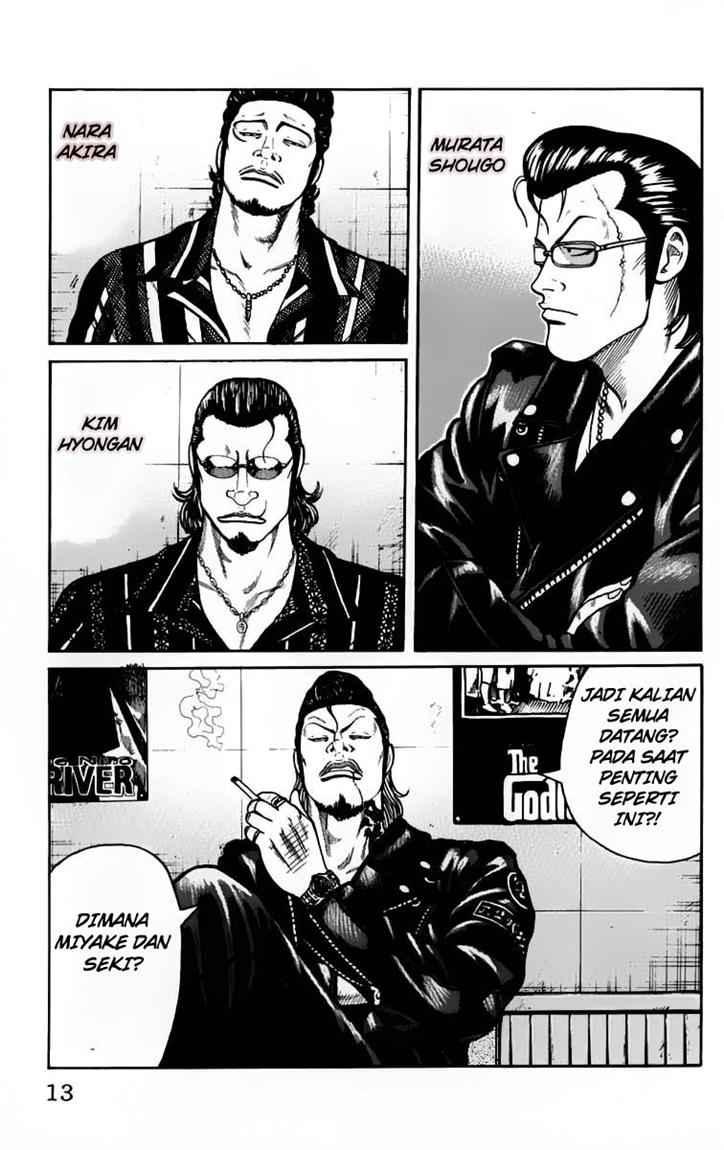 MURATA
SHOUGO
NARA
AKIRA
KIM
HYONGAN
JADI KALIAN
SEMUA
DATANG?
PADA SAAT
PENTING
SEPERTI
INI?!
The
RIVER
DIMANA
MIYAKE DAN
SEKI?
13